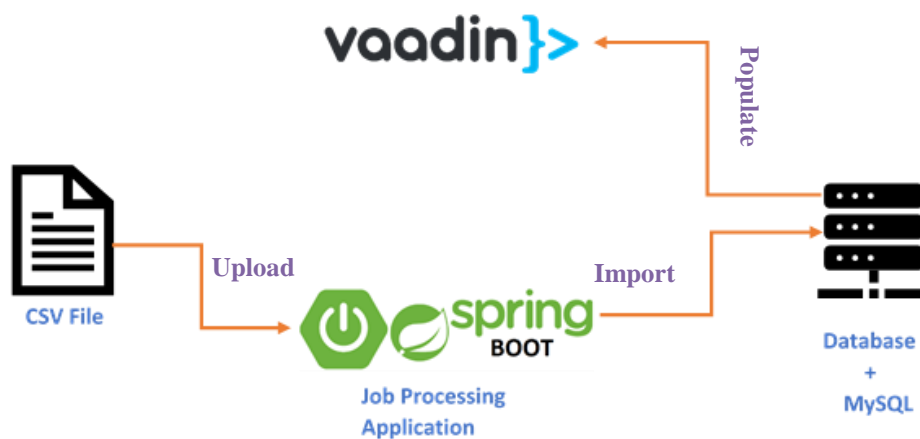 vaadin}>
Populate
Upload
CSV File
Import
spring
BOOT
Job Processing
Application
Database
+
MySQL